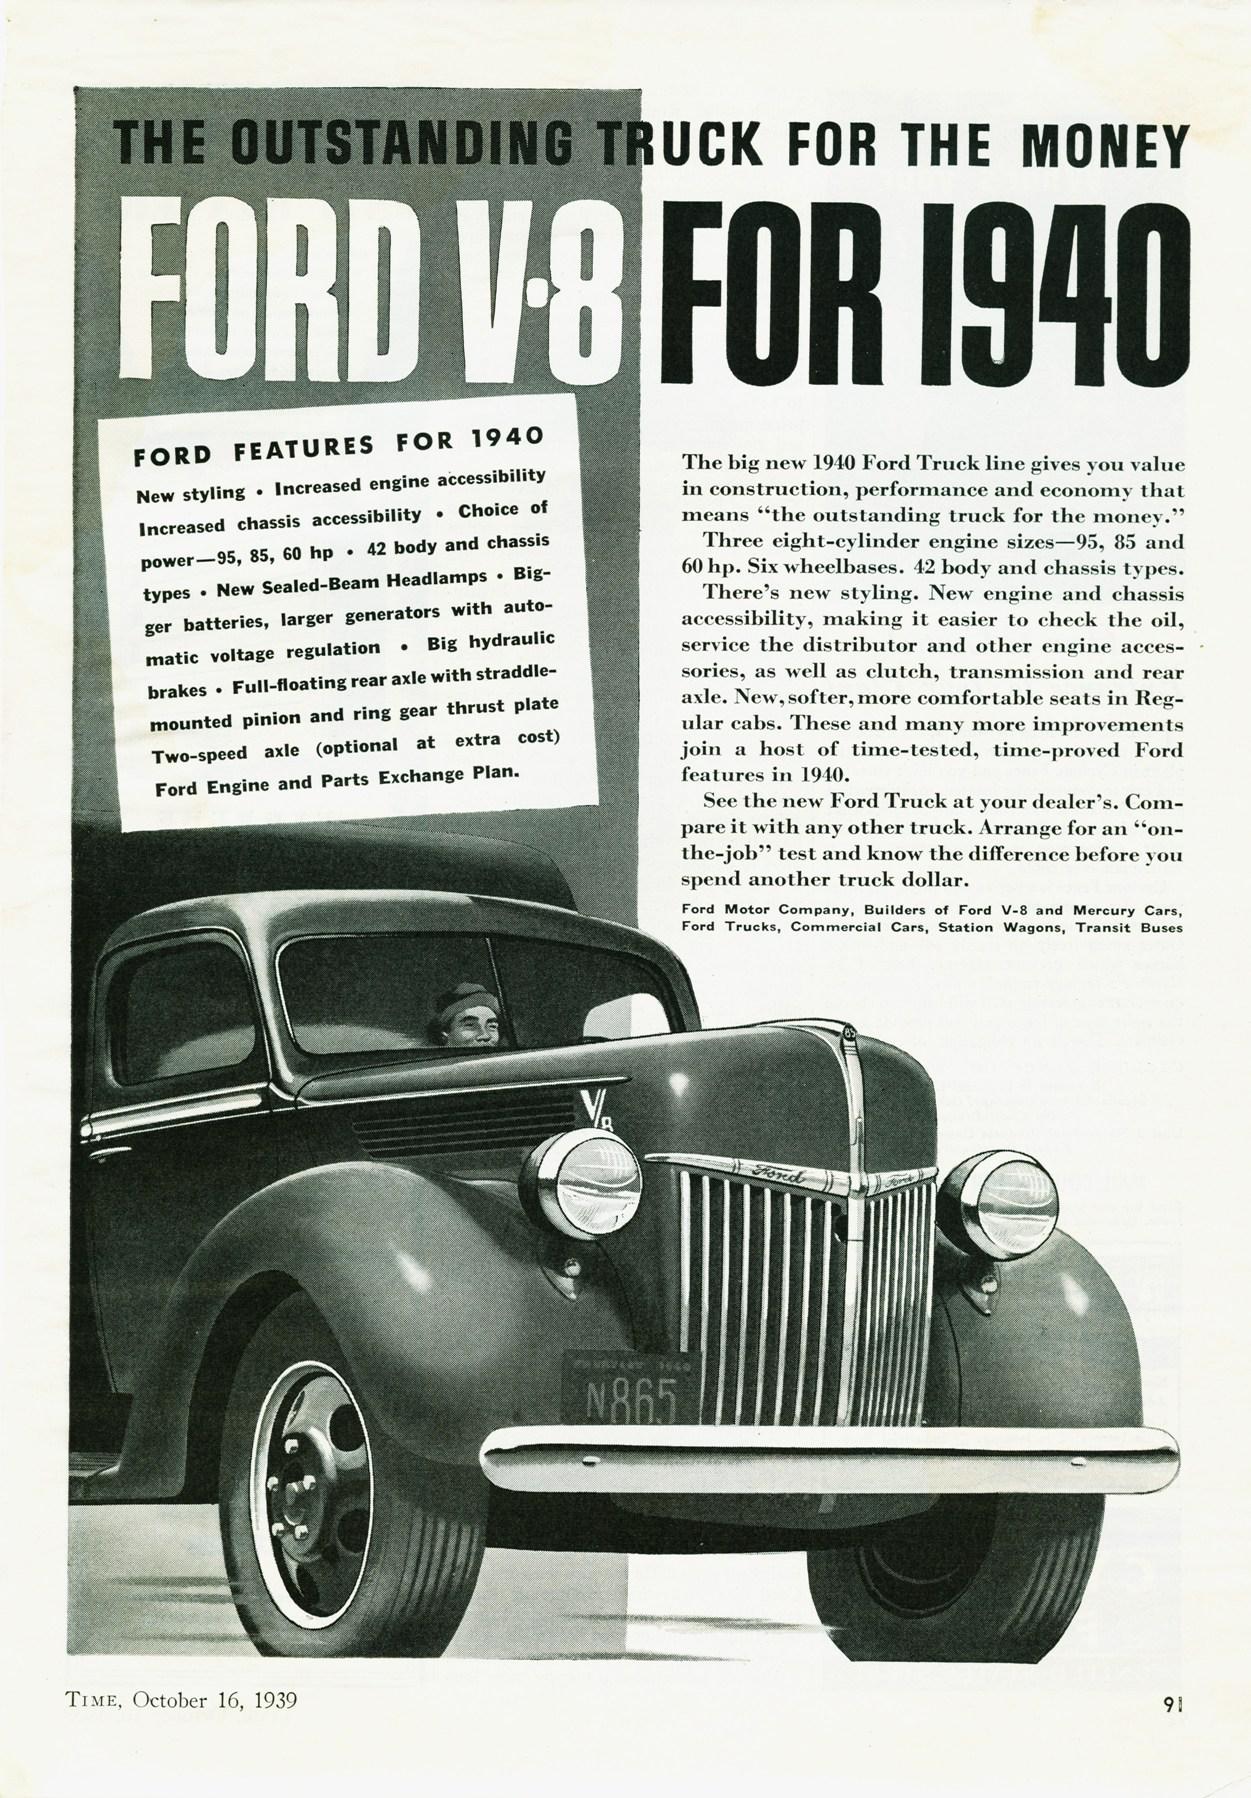 THE OUTSTANDING TRUCK FOR THE MONEY
FORD V·8 FOR 1940
FORD FEATURES FOR 1940
New styling • Increased engine accessibility
Increased chassis accessibility • Choice of
power—95, 85, 60 hp • 42 body and chassis
types • New Sealed-Beam Headlamps • Big-
ger batteries, larger generators with auto-
matic voltage regulation • Big hydraulic
brakes • Full-floating rear axle with straddle-
mounted pinion and ring gear thrust plate
Two-speed axle (optional at extra cost)
Ford Engine and Parts Exchange Plan.
The big new 1940 Ford Truck line gives you value
in construction, performance and economy that
means “the outstanding truck for the money.”
Three eight-cylinder engine sizes—95, 85 and
60 hp. Six wheelbases. 42 body and chassis types.
There’s new styling. New engine and chassis
accessibility, making it easier to check the oil,
service the distributor and other engine acces-
sories, as well as clutch, transmission and rear
axle. New, softer, more comfortable seats in Reg-
ular cabs. These and many more improvements
join a host of time-tested, time-proved Ford
features in 1940.
See the new Ford Truck at your dealer’s. Com-
pare it with any other truck. Arrange for an “on-
the-job” test and know the difference before you
spend another truck dollar.
Ford Motor Company, Builders of Ford V-8 and Mercury Cars,
Ford Trucks, Commercial Cars, Station Wagons, Transit Buses
85
V/8
Ford Ford
N865
TIME, October 16, 1939
91